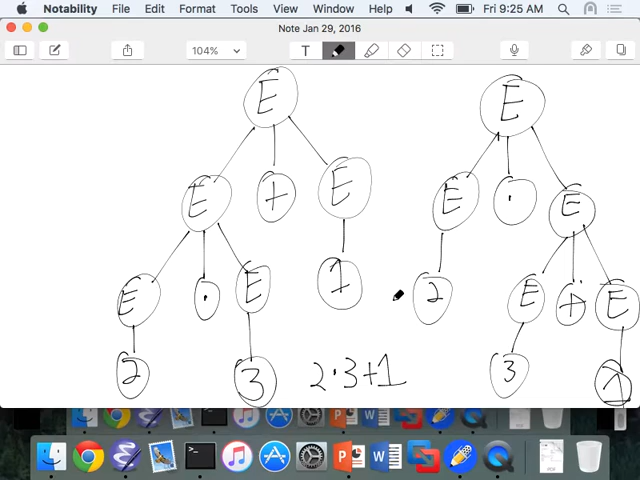 Notability Edit Format Tools View Window Help Fri 9:25 AM
Note Jan 29, 2016
104% T
E E
E + E E · E
E · E 1 2 E + E
2 3 2·3+1 3 1